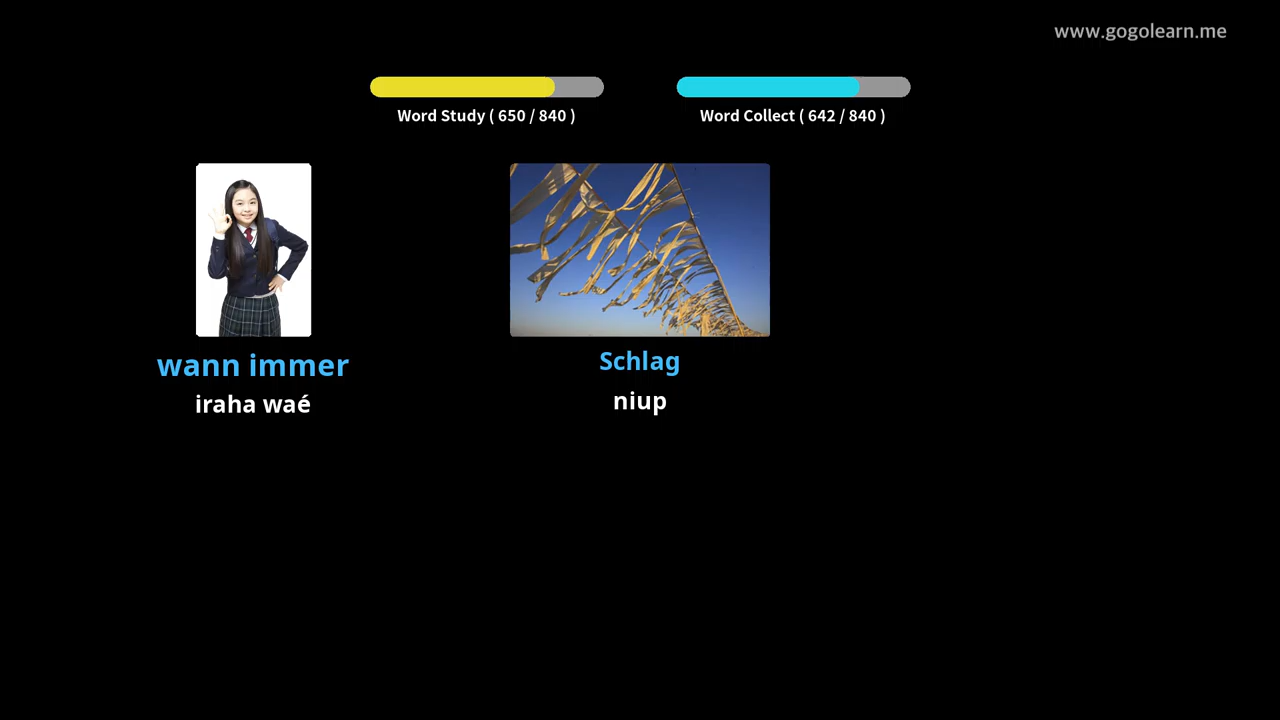 www.gogolearn.me
Word Study ( 650 / 840 )
Word Collect ( 642 / 840 )
wann immer
iraha waé
Schlag
niup